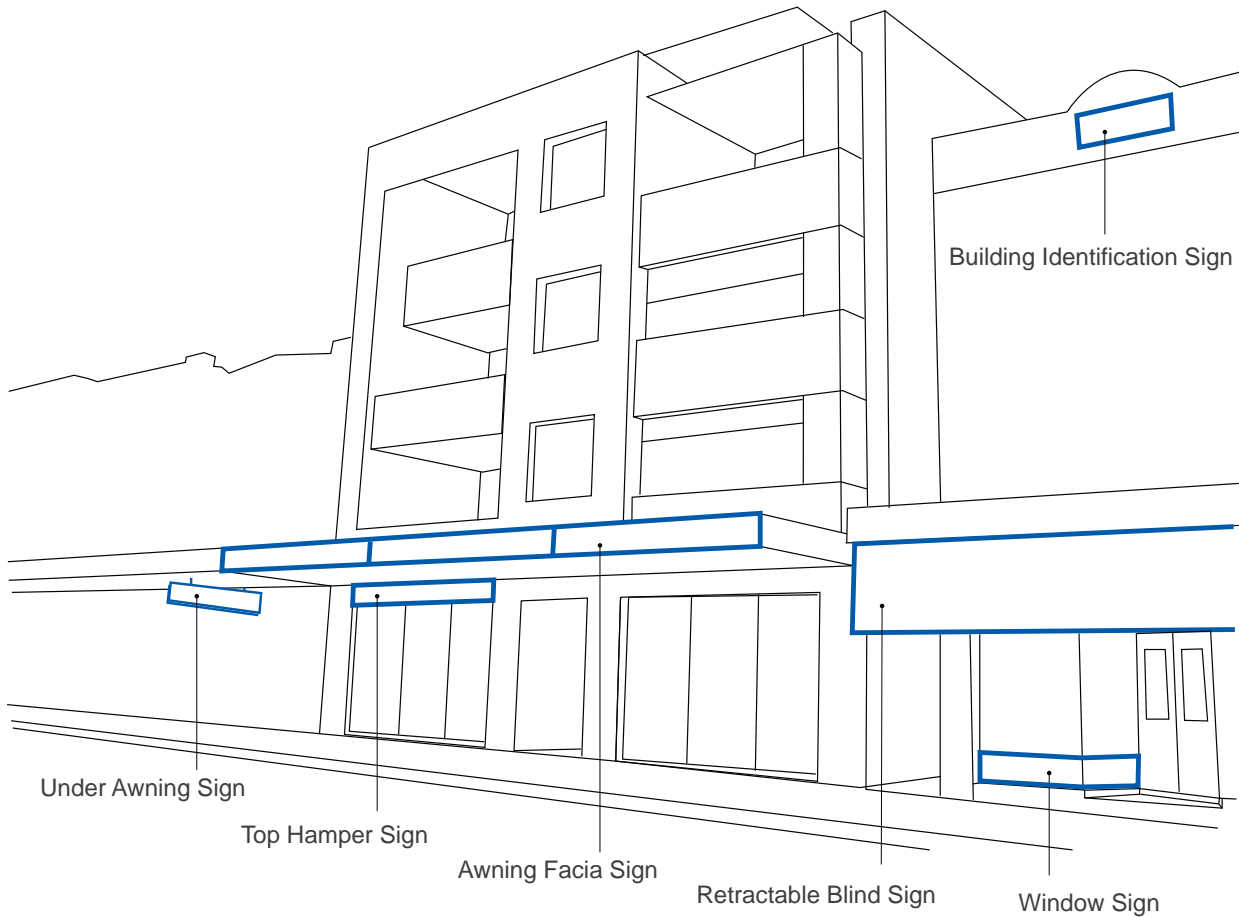 Building Identification Sign
Under Awning Sign
Top Hamper Sign
Awning Facia Sign
Retractable Blind Sign
Window Sign